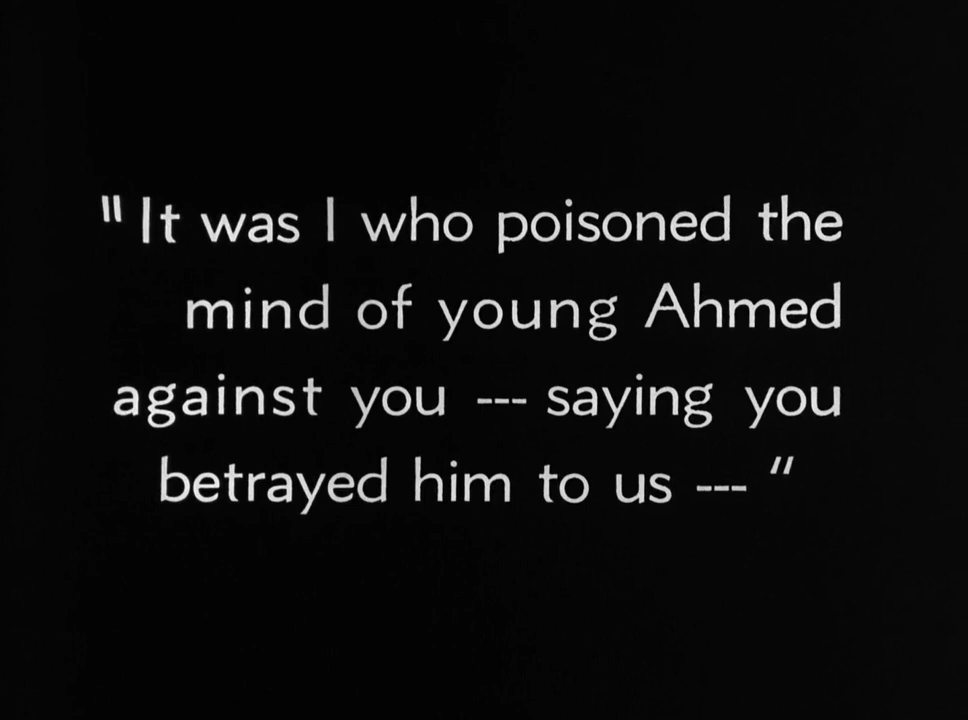 "It was I who poisoned the
mind of young Ahmed
against you --- saying you
betrayed him to us --- "